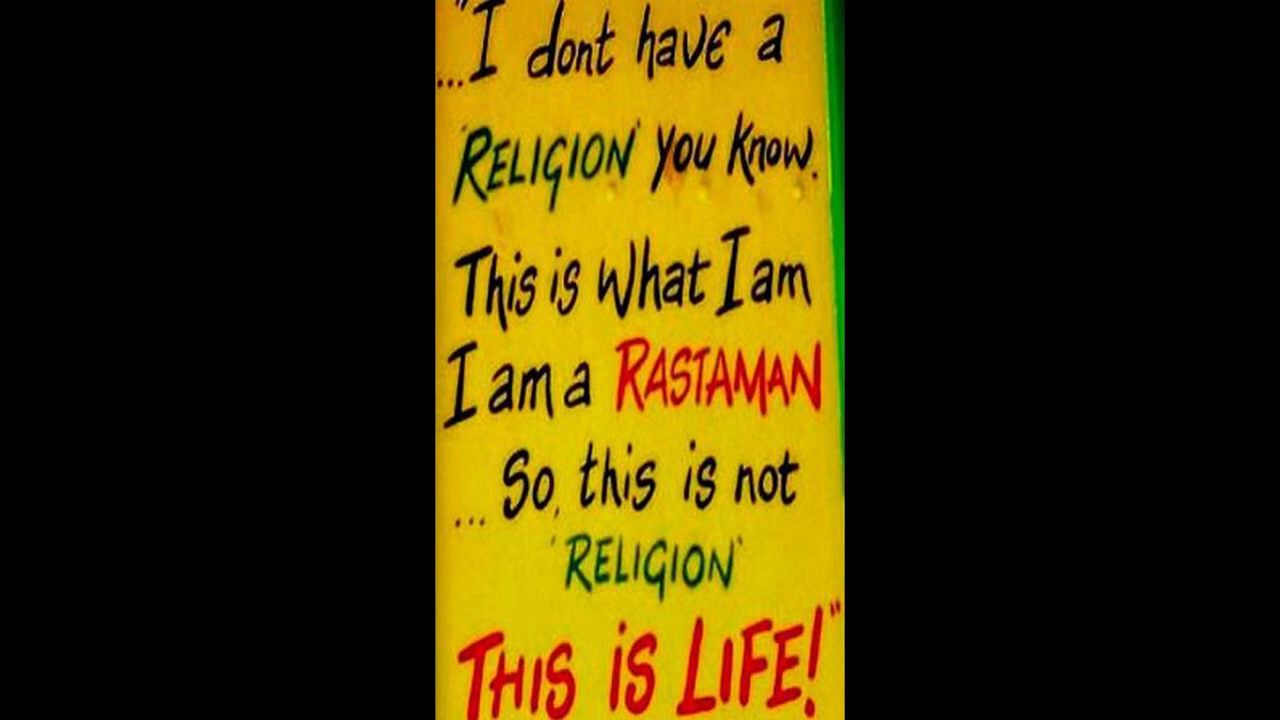 "
...I dont have a
'RELIGION' you know.
This is what I am
I am a RASTAMAN
... So, this is not
'RELIGION'
THIS iS LIFE!"